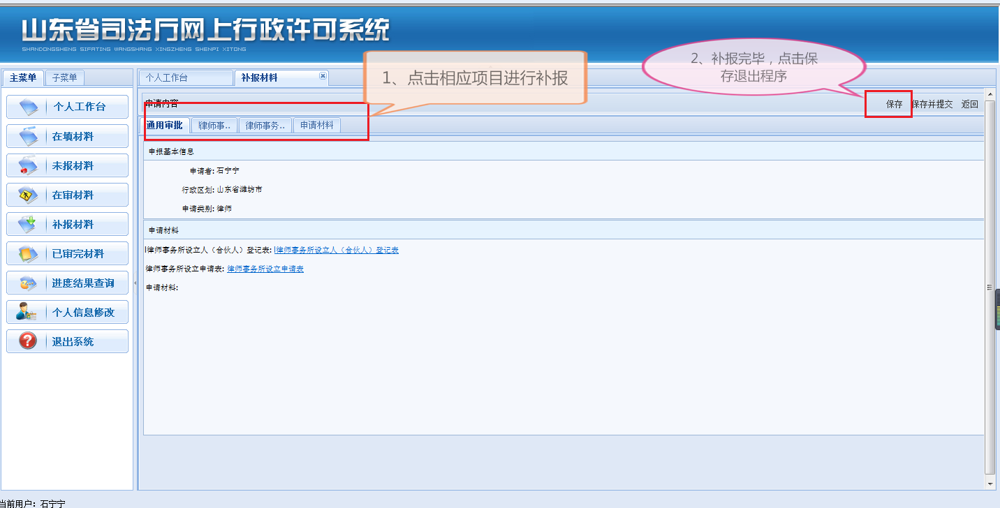 山东省司法厅网上行政许可系统
SHANDONGSHENG SIFATING WANGSHANG XINGZHENG SHENPI XITONG
1、点击相应项目进行补报
2、补报完毕，点击保
存退出程序
主菜单 子菜单
个人工作台 补报材料
个人工作台
在填材料
未报材料
在审材料
补报材料
已审完材料
进度结果查询
个人信息修改
退出系统
申请内容
保存 保存并提交 返回
通用审批 律师事.. 律师事务.. 申请材料
申报基本信息
申请者: 石宁宁
行政区划: 山东省潍坊市
申请类别: 律师
申请材料
律师事务所设立人（合伙人）登记表: 律师事务所设立人（合伙人）登记表
律师事务所设立申请表: 律师事务所设立申请表
申请材料:
当前用户: 石宁宁